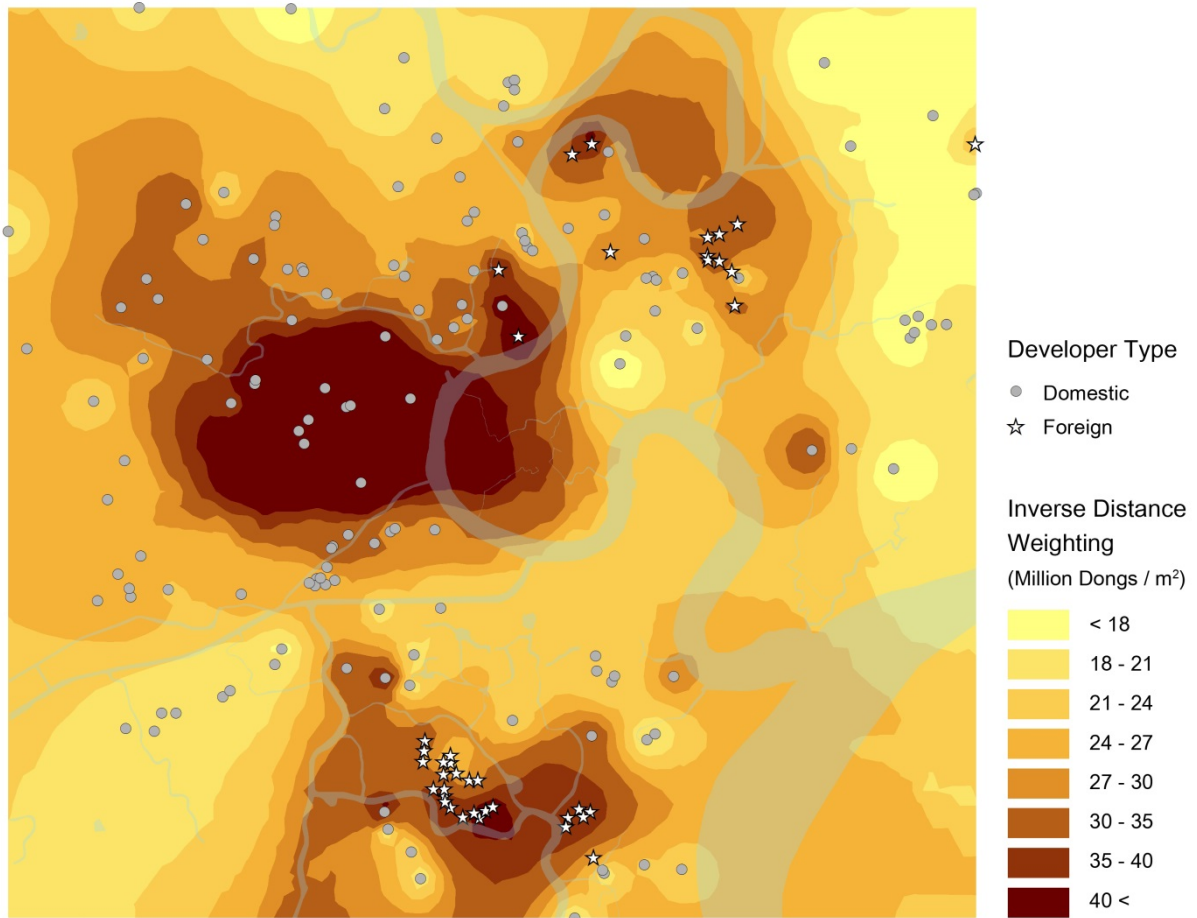 Developer Type
Domestic
Foreign
Inverse Distance
Weighting
(Million Dongs / m²)
< 18
18 - 21
21 - 24
24 - 27
27 - 30
30 - 35
35 - 40
40 <